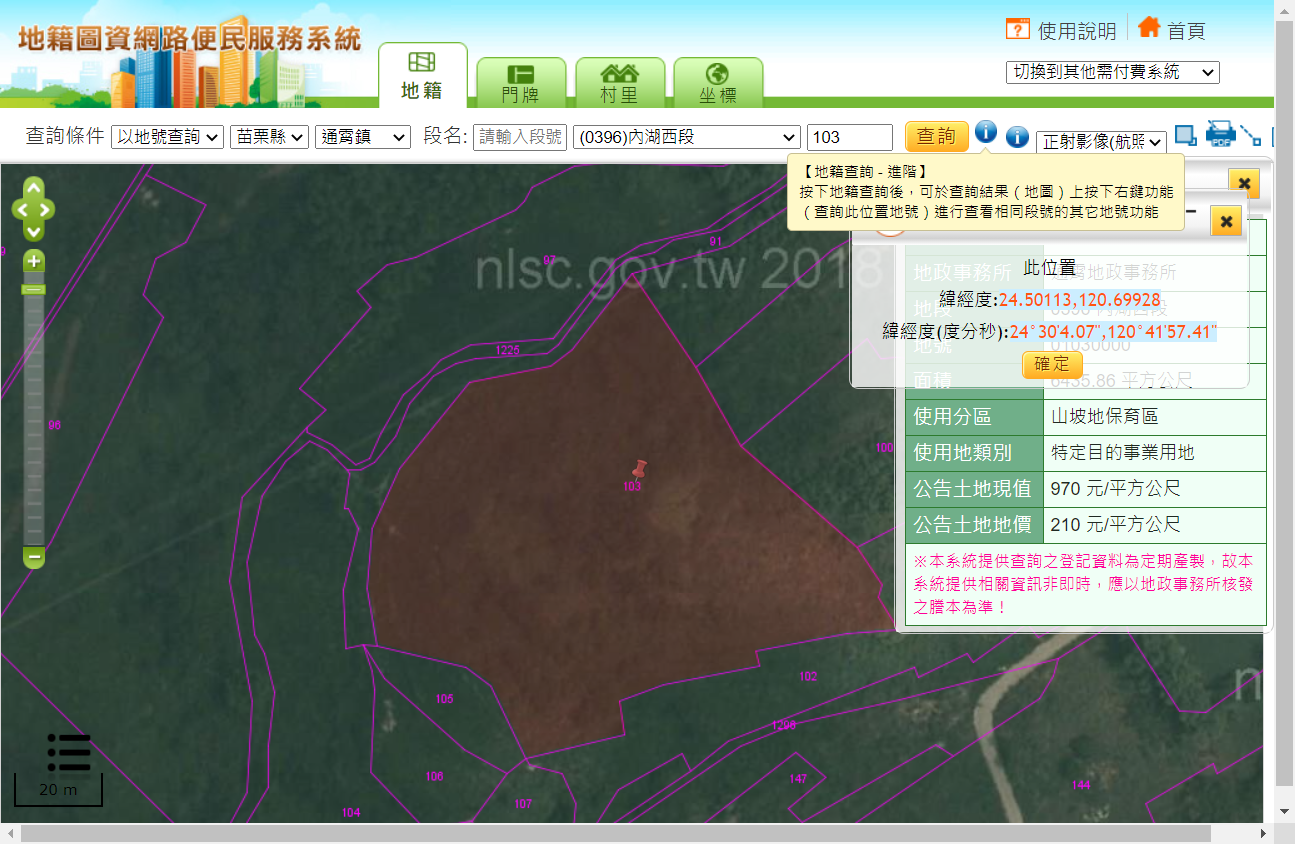 地籍圖資網路便民服務系統
地籍
門牌
村里
坐標
使用說明
首頁
切換到其他需付費系統
查詢條件 以地號查詢 苗栗縣 通霄鎮 段名: 請輸入段號 (0396)內湖西段 103 查詢 正射影像(航照
【地籍查詢 - 進階】
按下地籍查詢後，可於查詢結果（地圖）上按下右鍵功能
（查詢此位置地號）進行查看相同段號的其它地號功能
此位置
緯經度:24.50113,120.69928
緯經度(度分秒):24°30'4.07",120°41'57.41"
確定
地政事務所
地段 0396 內湖西段
地號 01030000
面積 6435.86 平方公尺
使用分區 山坡地保育區
使用地類別 特定目的事業用地
公告土地現值 970 元/平方公尺
公告土地地價 210 元/平方公尺
※本系統提供查詢之登記資料為定期產製，故本
系統提供相關資訊非即時，應以地政事務所核發
之謄本為準！
nlsc.gov.tw 2018
91
97
1225
96
100
103
102
105
1298
106
107
147
144
104
20 m